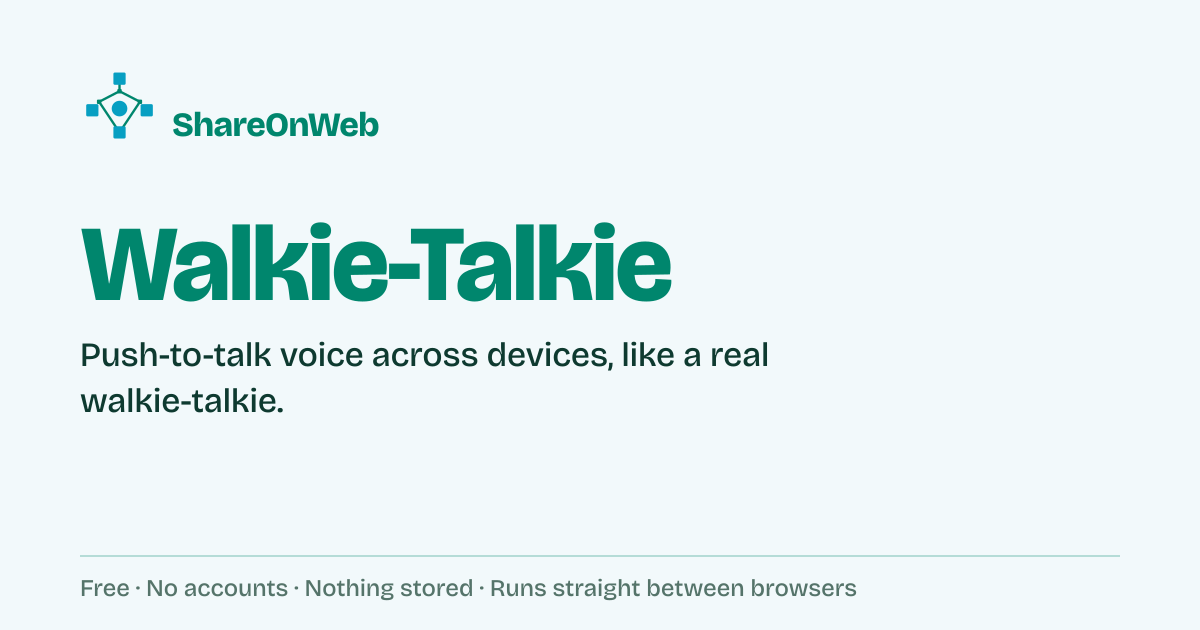 ShareOnWeb
Walkie-Talkie
Push-to-talk voice across devices, like a real
walkie-talkie.
Free · No accounts · Nothing stored · Runs straight between browsers